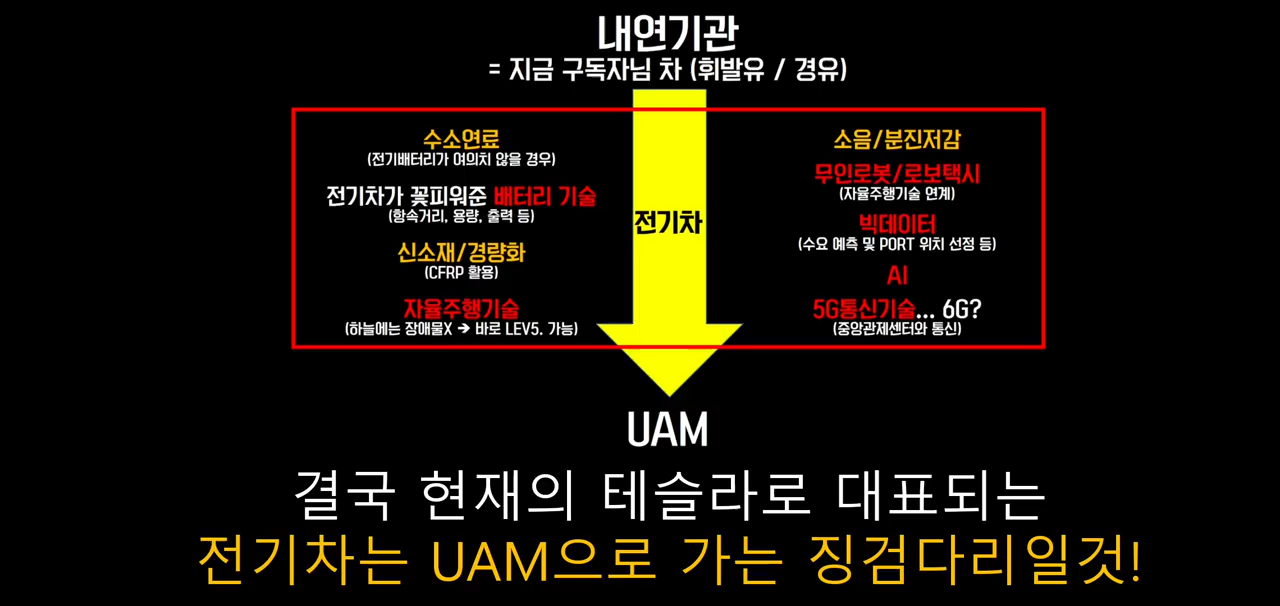 내연기관
= 지금 구독자님 차 (휘발유 / 경유)
수소연료
(전기배터리가 여의치 않을 경우)
전기차가 꽃피워준 배터리 기술
(항속거리, 용량, 출력 등)
신소재/경량화
(CFRP 활용)
자율주행기술
(하늘에는 장애물X ➔ 바로 LEV5. 가능)
전기차
소음/분진저감
무인로봇/로보택시
(자율주행기술 연계)
빅데이터
(수요 예측 및 PORT 위치 선정 등)
AI
5G통신기술... 6G?
(중앙관제센터와 통신)
UAM
결국 현재의 테슬라로 대표되는
전기차는 UAM으로 가는 징검다리일것!